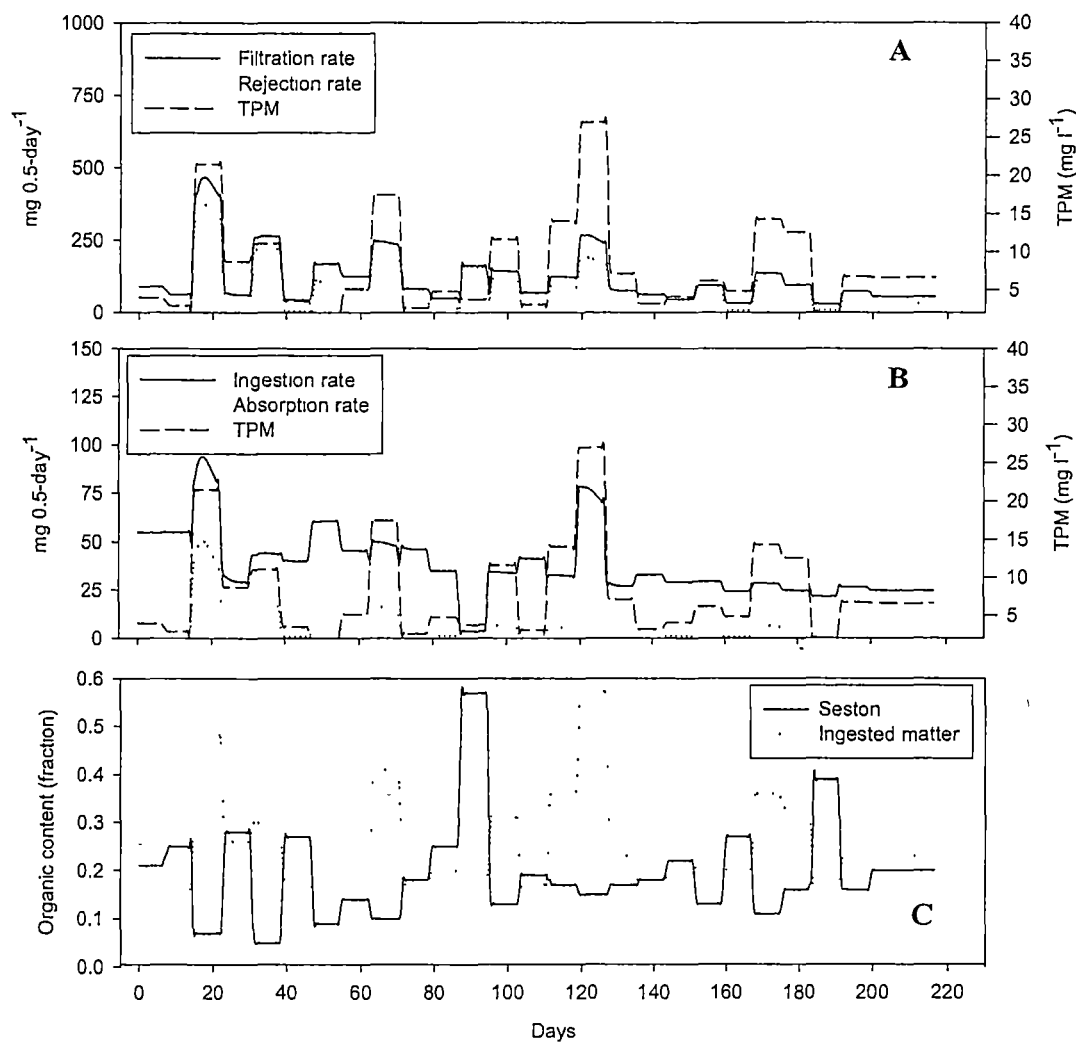 1000
750
500
250
0
mg 0.5-day⁻¹
Filtration rate
Rejection rate
TPM
A
40
35
30
25
20
15
10
5
TPM (mg l⁻¹)
150
125
100
75
50
25
0
mg 0.5-day⁻¹
Ingestion rate
Absorption rate
TPM
B
40
35
30
25
20
15
10
5
TPM (mg l⁻¹)
0.6
0.5
0.4
0.3
0.2
0.1
0.0
Organic content (fraction)
Seston
Ingested matter
C
0 20 40 60 80 100 120 140 160 180 200 220
Days